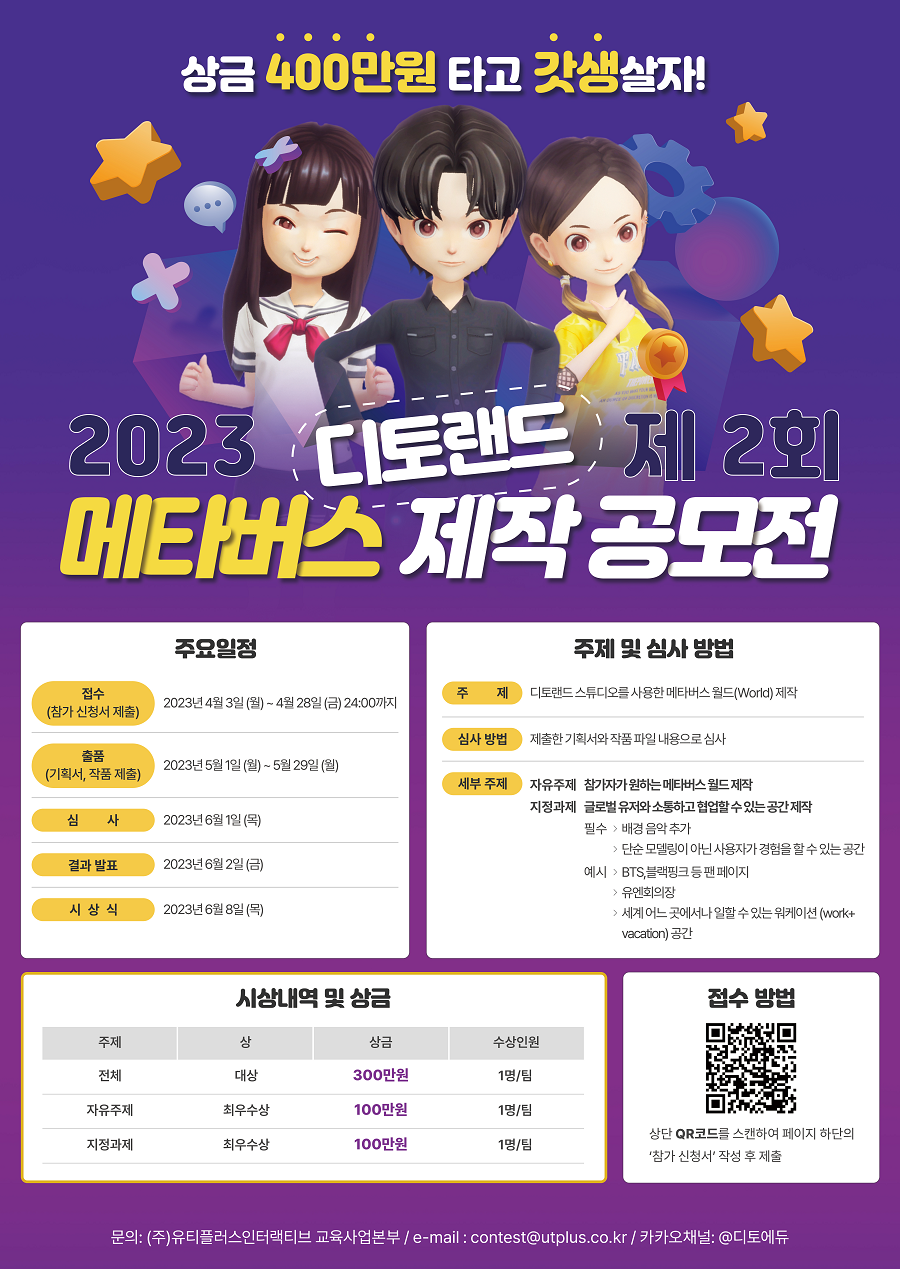 상금 400만원 타고 갓생살자!
2023 디토랜드 제 2회
메타버스 제작 공모전
주요일정
접수
(참가 신청서 제출)
2023년 4월 3일 (월) ~ 4월 28일 (금) 24:00까지
출품
(기획서, 작품 제출)
2023년 5월 1일 (월) ~ 5월 29일 (월)
심 사
2023년 6월 1일 (목)
결과 발표
2023년 6월 2일 (금)
시 상 식
2023년 6월 8일 (목)
주제 및 심사 방법
주 제 디토랜드 스튜디오를 사용한 메타버스 월드(World) 제작
심사 방법 제출한 기획서와 작품 파일 내용으로 심사
세부 주제 자유주제 참가자가 원하는 메타버스 월드 제작
지정과제 글로벌 유저와 소통하고 협업할 수 있는 공간 제작
필수 > 배경 음악 추가
> 단순 모델링이 아닌 사용자가 경험을 할 수 있는 공간
예시 > BTS,블랙핑크 등 팬 페이지
> 유엔회의장
> 세계 어느 곳에서나 일할 수 있는 워케이션 (work+
vacation) 공간
시상내역 및 상금
주제 상 상금 수상인원
전체 대상 300만원 1명/팀
자유주제 최우수상 100만원 1명/팀
지정과제 최우수상 100만원 1명/팀
접수 방법
상단 QR코드를 스캔하여 페이지 하단의
‘참가 신청서’ 작성 후 제출
문의: (주)유티플러스인터랙티브 교육사업본부 / e-mail : contest@utplus.co.kr / 카카오채널: @디토에듀